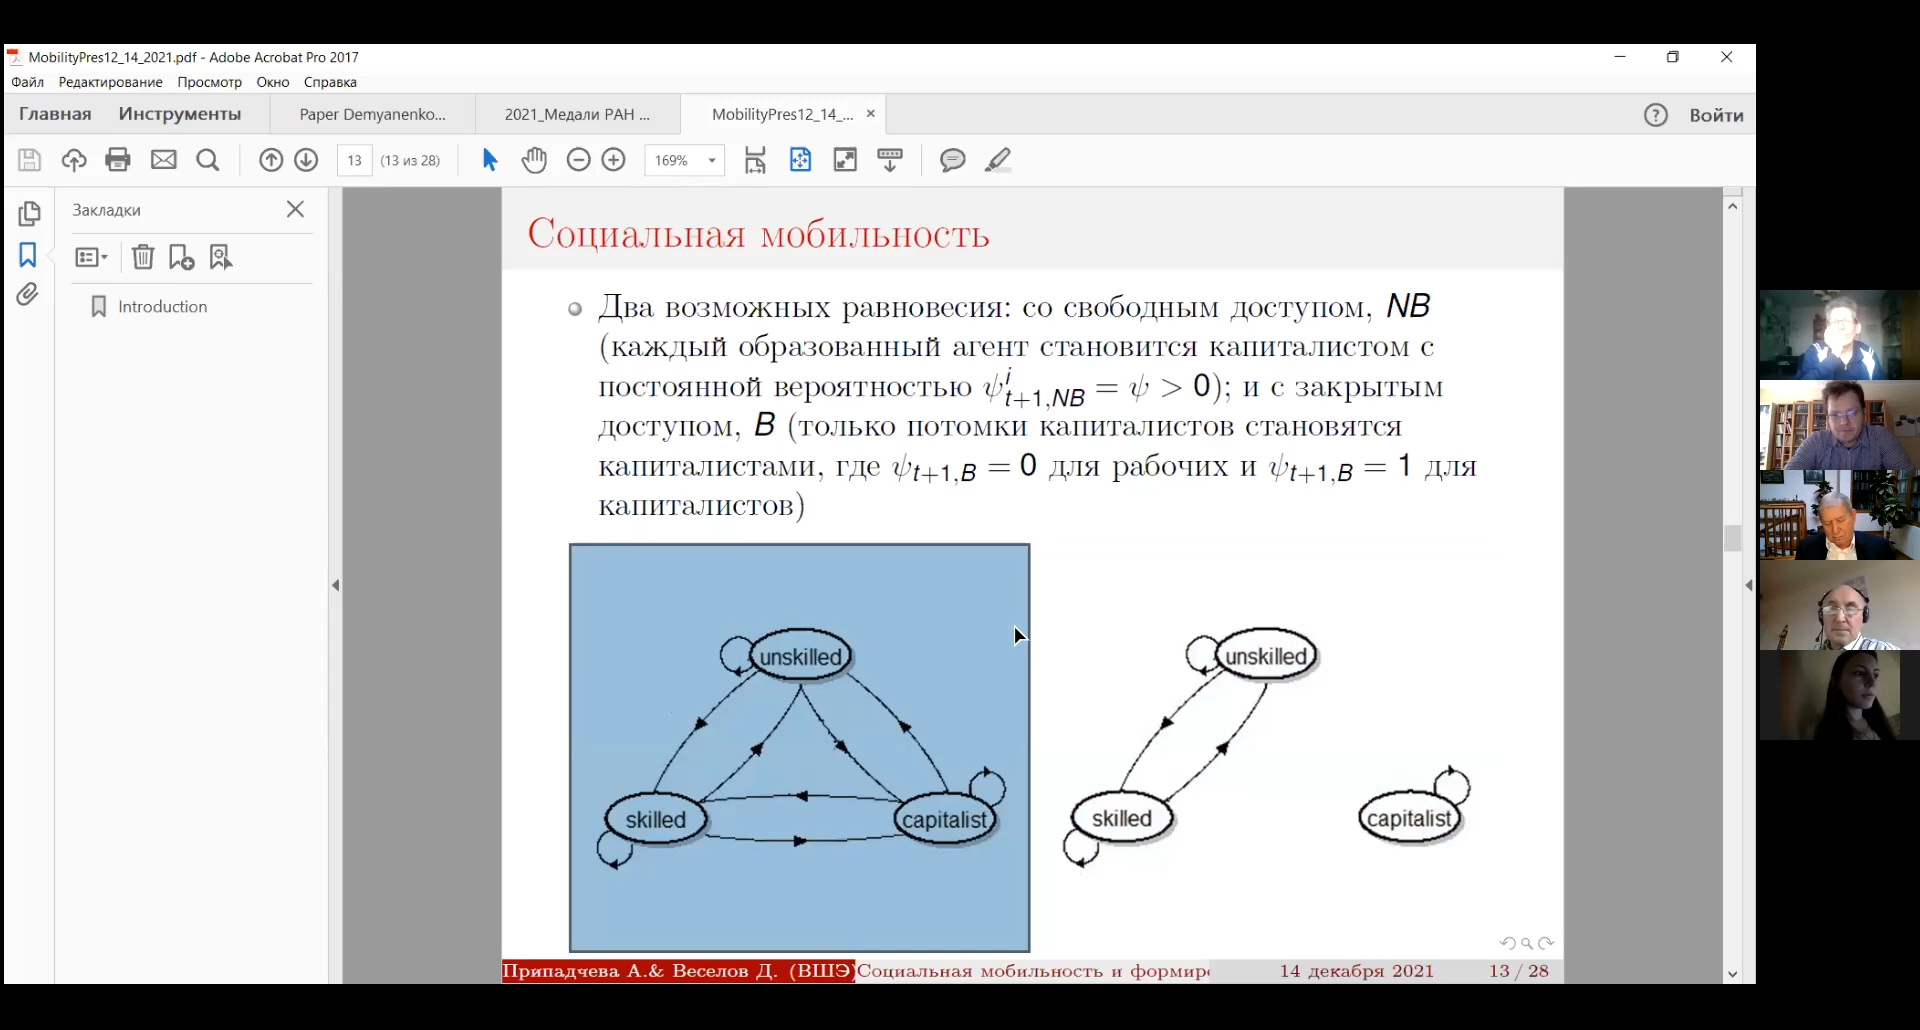 MobilityPres12_14_2021.pdf - Adobe Acrobat Pro 2017
Файл Редактирование Просмотр Окно Справка
Главная Инструменты Paper Demyanenko... 2021_Медали РАН ... MobilityPres12_14_... × ? Войти
13 (13 из 28) 169%
Закладки
Introduction
Социальная мобильность
Два возможных равновесия: со свободным доступом, NB
(каждый образованный агент становится капиталистом с
постоянной вероятностью ψ^i_{t+1,NB} = ψ > 0); и с закрытым
доступом, B (только потомки капиталистов становятся
капиталистами, где ψ_{t+1,B} = 0 для рабочих и ψ_{t+1,B} = 1 для
капиталистов)
unskilled
skilled
capitalist
unskilled
skilled
capitalist
Припадчева А.& Веселов Д. (ВШЭ) Социальная мобильность и формир 14 декабря 2021 13 / 28